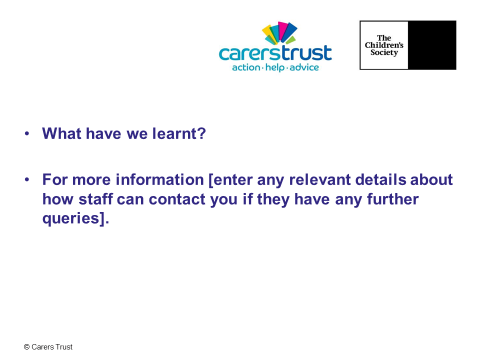 carerstrust
action · help · advice
The
Children's
Society
• What have we learnt?
• For more information [enter any relevant details about
how staff can contact you if they have any further
queries].
© Carers Trust